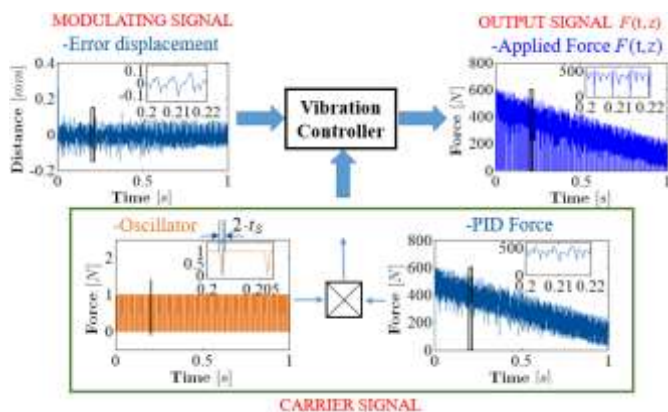 MODULATING SIGNAL
-Error displacement
0.4
0.2
0
-0.2
Distance [mm]
0.1
-0.1
0.2
0.21
0.22
0
0.5
1
Time [s]
Vibration
Controller
OUTPUT SIGNAL F(t,z)
-Applied Force F(t,z)
800
600
400
200
0
Force [N]
500
0
0.2
0.21
0.22
0
0.5
1
Time [s]
-Oscillator
2·tS
2
1
0
Force [N]
1
0.5
0
0.2
0.205
0
0.5
1
Time [s]
-PID Force
800
600
400
200
0
Force [N]
500
0
0.2
0.21
0.22
0
0.5
1
Time [s]
CARRIER SIGNAL